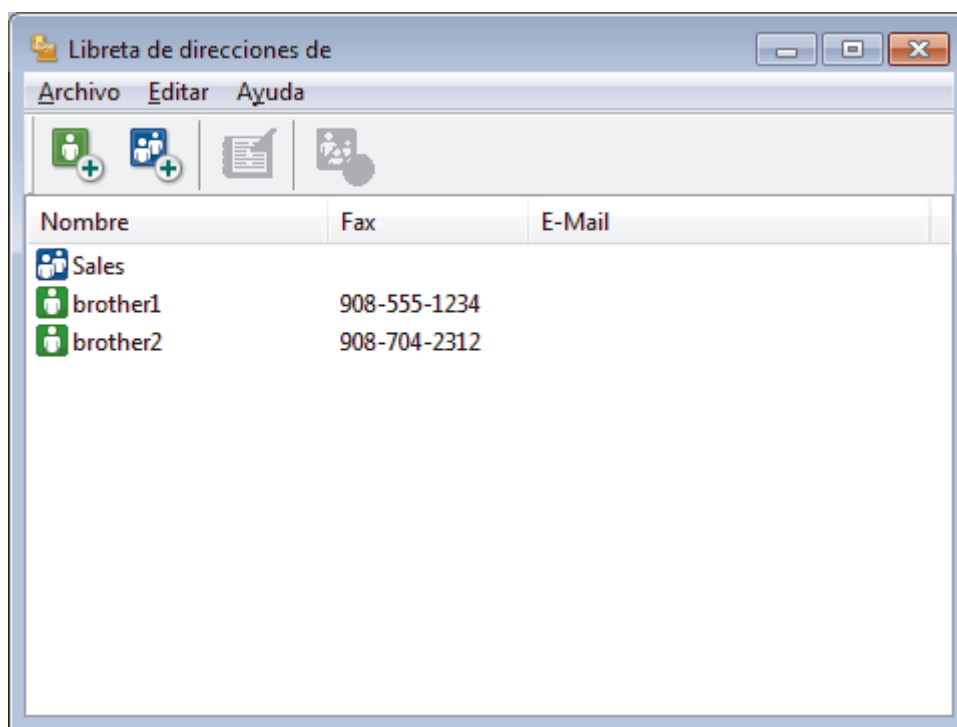 Libreta de direcciones de
Archivo Editar Ayuda
Nombre Fax E-Mail
Sales
brother1 908-555-1234
brother2 908-704-2312